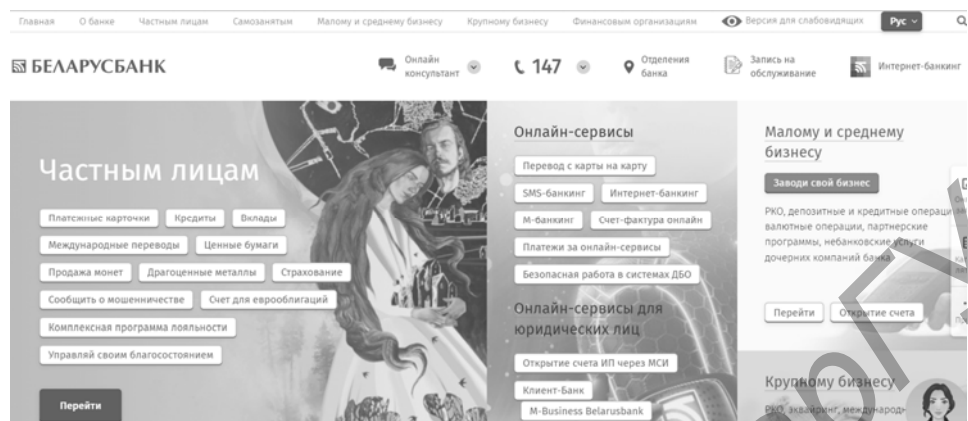 Главная О банке Частным лицам Самозанятым Малому и среднему бизнесу Крупному бизнесу Финансовым организациям Версия для слабовидящих Рус
БЕЛАРУСБАНК
Онлайн консультант
147
Отделения банка
Запись на обслуживание
Интернет-банкинг
Частным лицам
Платежные карточки Кредиты Вклады
Международные переводы Ценные бумаги
Продажа монет Драгоценные металлы Страхование
Сообщить о мошенничестве Счет для еврооблигаций
Комплексная программа лояльности
Управляй своим благосостоянием
Перейти
Онлайн-сервисы
Перевод с карты на карту
SMS-банкинг Интернет-банкинг
М-банкинг Счет-фактура онлайн
Платежи за онлайн-сервисы
Безопасная работа в системах ДБО
Онлайн-сервисы для
юридических лиц
Открытие счета ИП через МСИ
Клиент-Банк
M-Business Belarusbank
Малому и среднему
бизнесу
Заводи свой бизнес
РКО, депозитные и кредитные операци
валютные операции, партнерские
программы, небанковские услуги
дочерних компаний банка
Перейти Открытие счета
Крупному бизнесу
РКО, эквайринг, международн